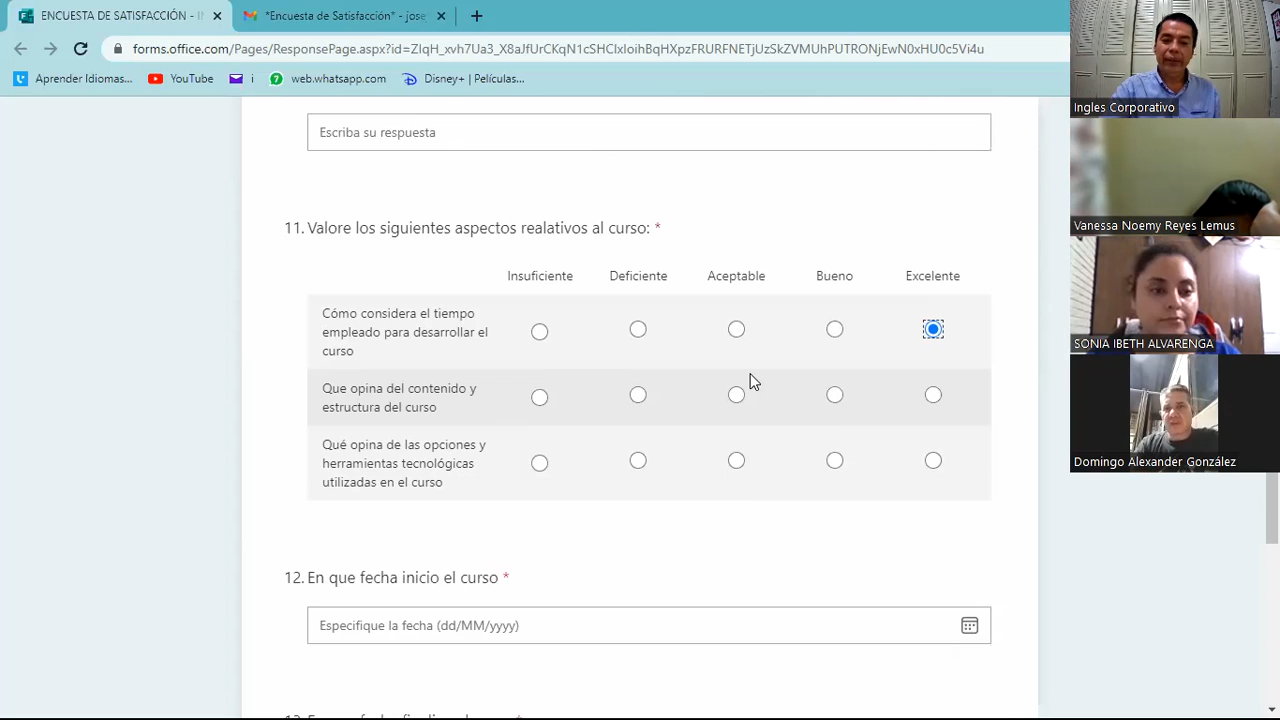 ENCUESTA DE SATISFACCIÓN - I
*Encuesta de Satisfacción* - jose
forms.office.com/Pages/ResponsePage.aspx?id=ZIqH_xvh7Ua3_X8aJfUrCKqN1cSHClxIoihBqHXpzFRURFNETjUzSkZVMUhPUTRONjEwN0xHU0c5Vi4u
Aprender Idiomas...
YouTube
i
web.whatsapp.com
Disney+ | Películas,...
Escriba su respuesta
11. Valore los siguientes aspectos realativos al curso: *
Insuficiente Deficiente Aceptable Bueno Excelente
Cómo considera el tiempo
empleado para desarrollar el
curso
Que opina del contenido y
estructura del curso
Qué opina de las opciones y
herramientas tecnológicas
utilizadas en el curso
12. En que fecha inicio el curso *
Especifique la fecha (dd/MM/yyyy)
Ingles Corporativo
Vanessa Noemy Reyes Lemus
SONIA IBETH ALVARENGA
Domingo Alexander González